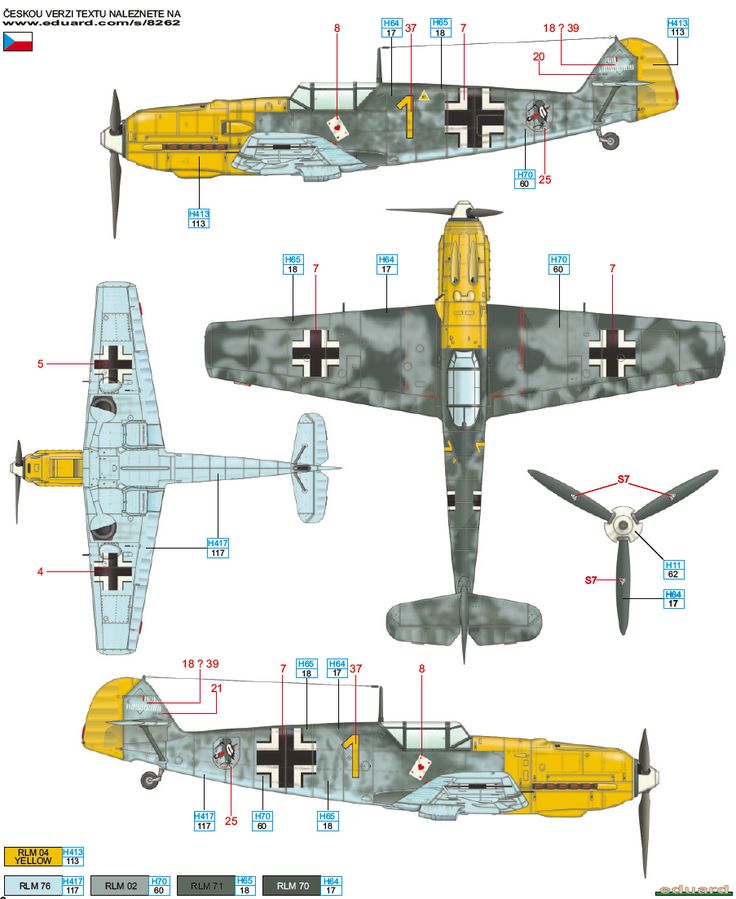 ČESKOU VERZI TEXTU NALEZNETE NA
www.eduard.com/s/8262
8
H64
17
37
H65
18
7
18 ? 39
20
H413
113
H413
113
1
H70
60
25
H65
18
7
H64
17
H70
60
7
5
1
1
H417
117
4
S7
H11
62
S7
H64
17
18 ? 39
21
7
H65
18
H64
17
37
8
1
H417
117
25
H70
60
H65
18
RLM 04
YELLOW
H413
113
RLM 76
H417
117
RLM 02
H70
60
RLM 71
H65
18
RLM 70
H64
17
eduard